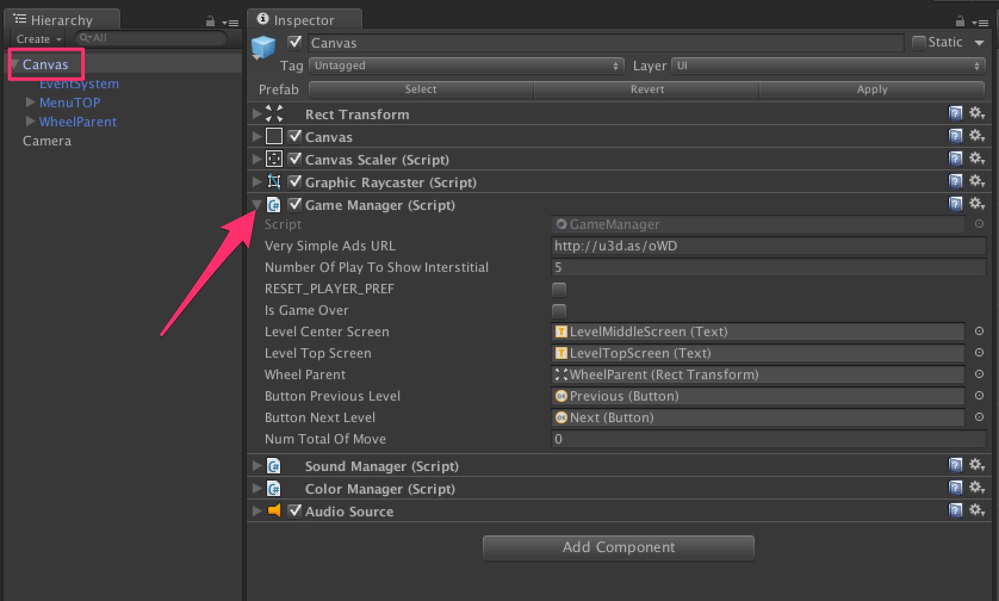 Hierarchy
Create
All
Canvas
EventSystem
MenuTOP
WheelParent
Camera
Inspector
Canvas
Static
Tag Untagged Layer UI
Prefab Select Revert Apply
Rect Transform
Canvas
Canvas Scaler (Script)
Graphic Raycaster (Script)
C# Game Manager (Script)
Script GameManager
Very Simple Ads URL http://u3d.as/oWD
Number Of Play To Show Interstitial 5
RESET_PLAYER_PREF
Is Game Over
Level Center Screen T LevelMiddleScreen (Text)
Level Top Screen T LevelTopScreen (Text)
Wheel Parent WheelParent (Rect Transform)
Button Previous Level OK Previous (Button)
Button Next Level OK Next (Button)
Num Total Of Move 0
C# Sound Manager (Script)
C# Color Manager (Script)
Audio Source
Add Component